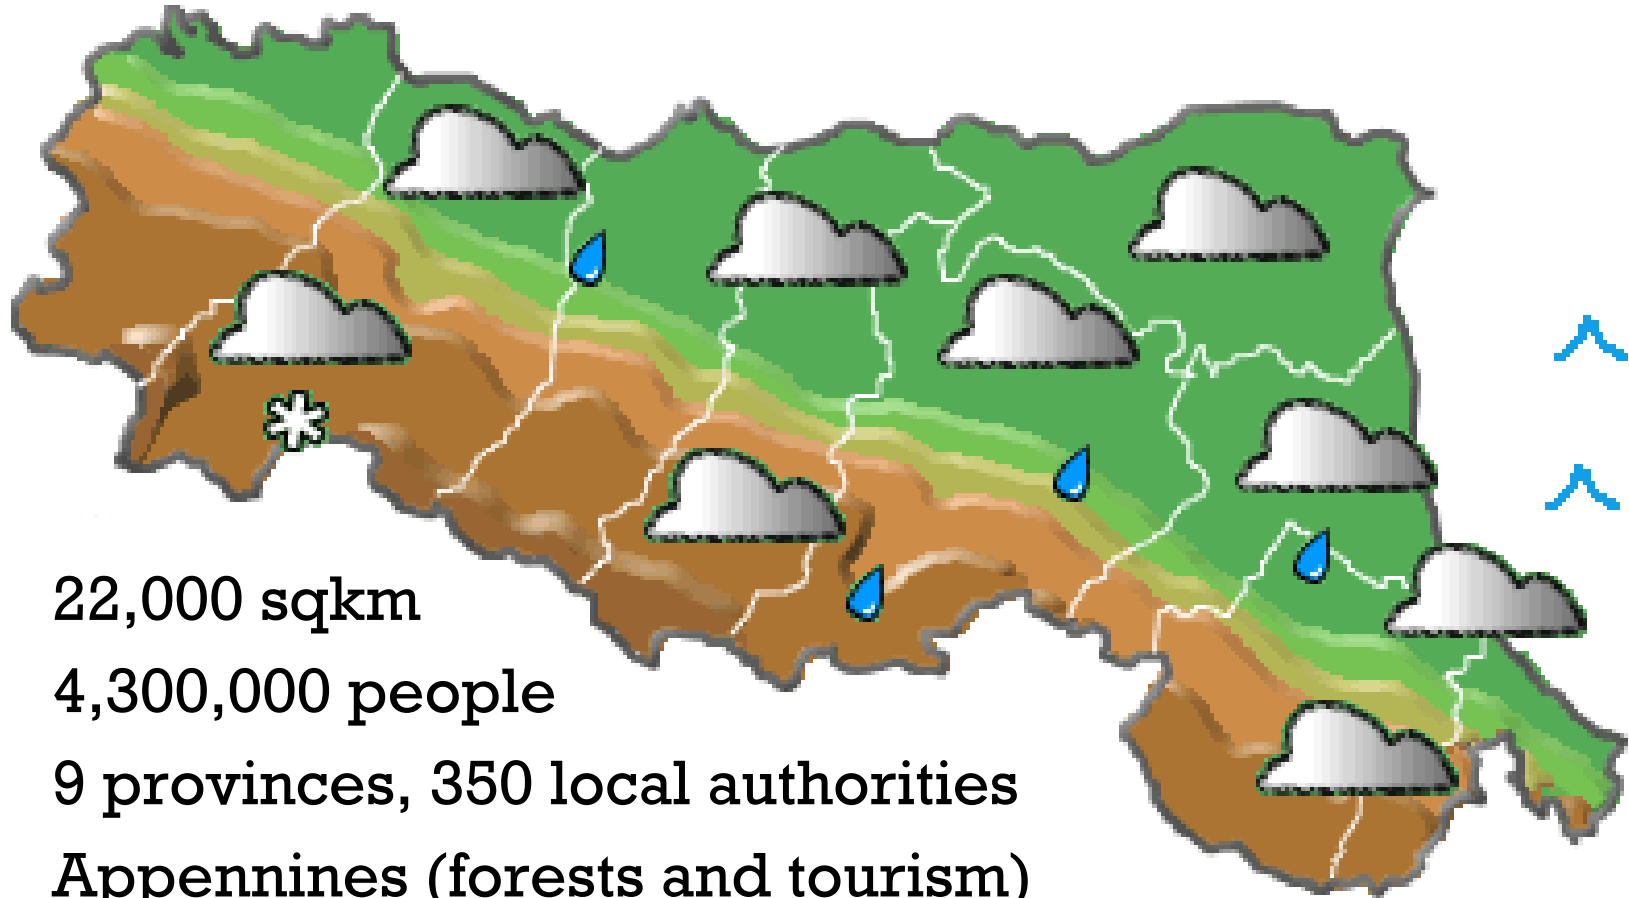 22,000 sqkm
4,300,000 people
9 provinces, 350 local authorities
Appennines (forests and tourism)